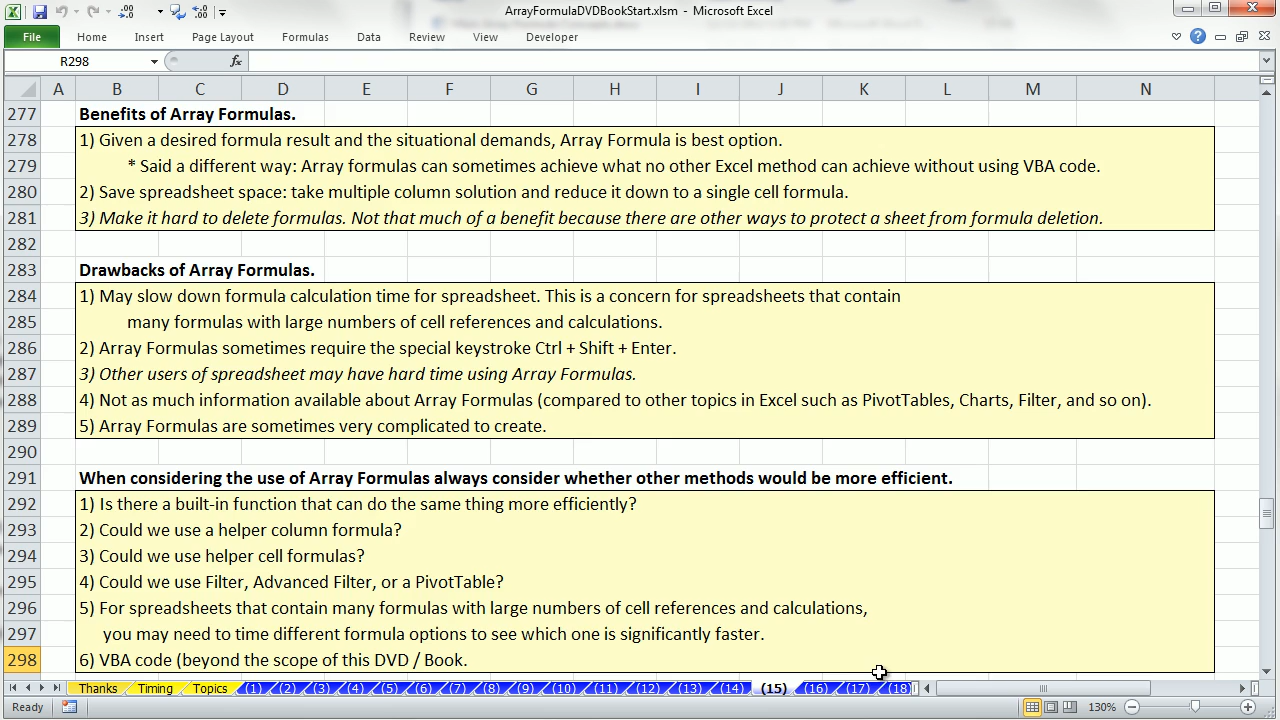 ArrayFormulaDVDBookStart.xlsm - Microsoft Excel
File Home Insert Page Layout Formulas Data Review View Developer
R298 fx
A B C D E F G H I J K L M N
277 Benefits of Array Formulas.
278 1) Given a desired formula result and the situational demands, Array Formula is best option.
279 * Said a different way: Array formulas can sometimes achieve what no other Excel method can achieve without using VBA code.
280 2) Save spreadsheet space: take multiple column solution and reduce it down to a single cell formula.
281 3) Make it hard to delete formulas. Not that much of a benefit because there are other ways to protect a sheet from formula deletion.
282
283 Drawbacks of Array Formulas.
284 1) May slow down formula calculation time for spreadsheet. This is a concern for spreadsheets that contain
285 many formulas with large numbers of cell references and calculations.
286 2) Array Formulas sometimes require the special keystroke Ctrl + Shift + Enter.
287 3) Other users of spreadsheet may have hard time using Array Formulas.
288 4) Not as much information available about Array Formulas (compared to other topics in Excel such as PivotTables, Charts, Filter, and so on).
289 5) Array Formulas are sometimes very complicated to create.
290
291 When considering the use of Array Formulas always consider whether other methods would be more efficient.
292 1) Is there a built-in function that can do the same thing more efficiently?
293 2) Could we use a helper column formula?
294 3) Could we use helper cell formulas?
295 4) Could we use Filter, Advanced Filter, or a PivotTable?
296 5) For spreadsheets that contain many formulas with large numbers of cell references and calculations,
297 you may need to time different formula options to see which one is significantly faster.
298 6) VBA code (beyond the scope of this DVD / Book.
Thanks Timing Topics (1) (2) (3) (4) (5) (6) (7) (8) (9) (10) (11) (12) (13) (14) (15) (16) (17) (18
Ready 130%